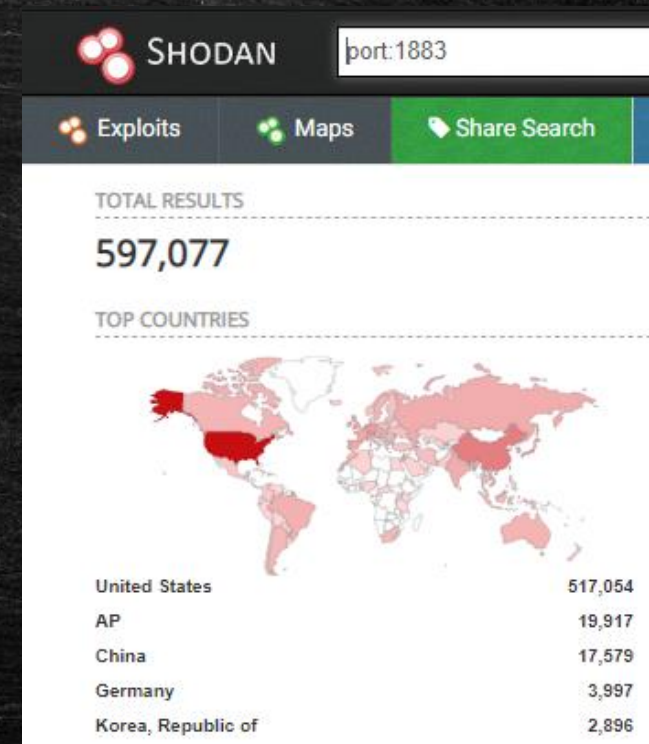 SHODAN port:1883
Exploits Maps Share Search
TOTAL RESULTS
597,077
TOP COUNTRIES
United States 517,054
AP 19,917
China 17,579
Germany 3,997
Korea, Republic of 2,896